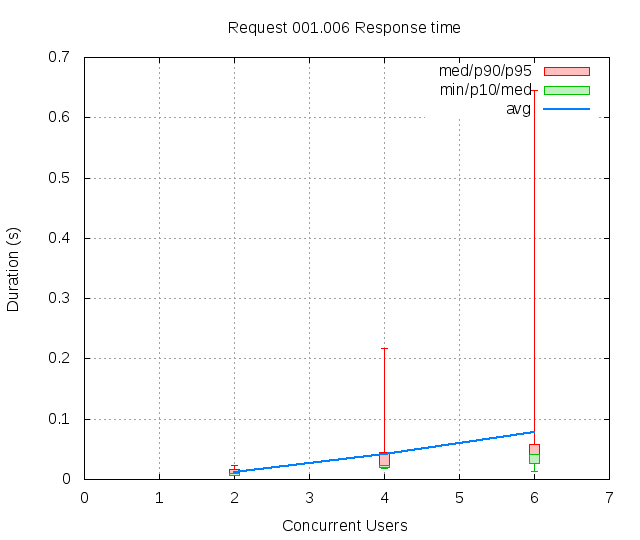 Request 001.006 Response time
0.7
0.6
0.5
0.4
0.3
0.2
0.1
0
Duration (s)
med/p90/p95
min/p10/med
avg
0 1 2 3 4 5 6 7
Concurrent Users